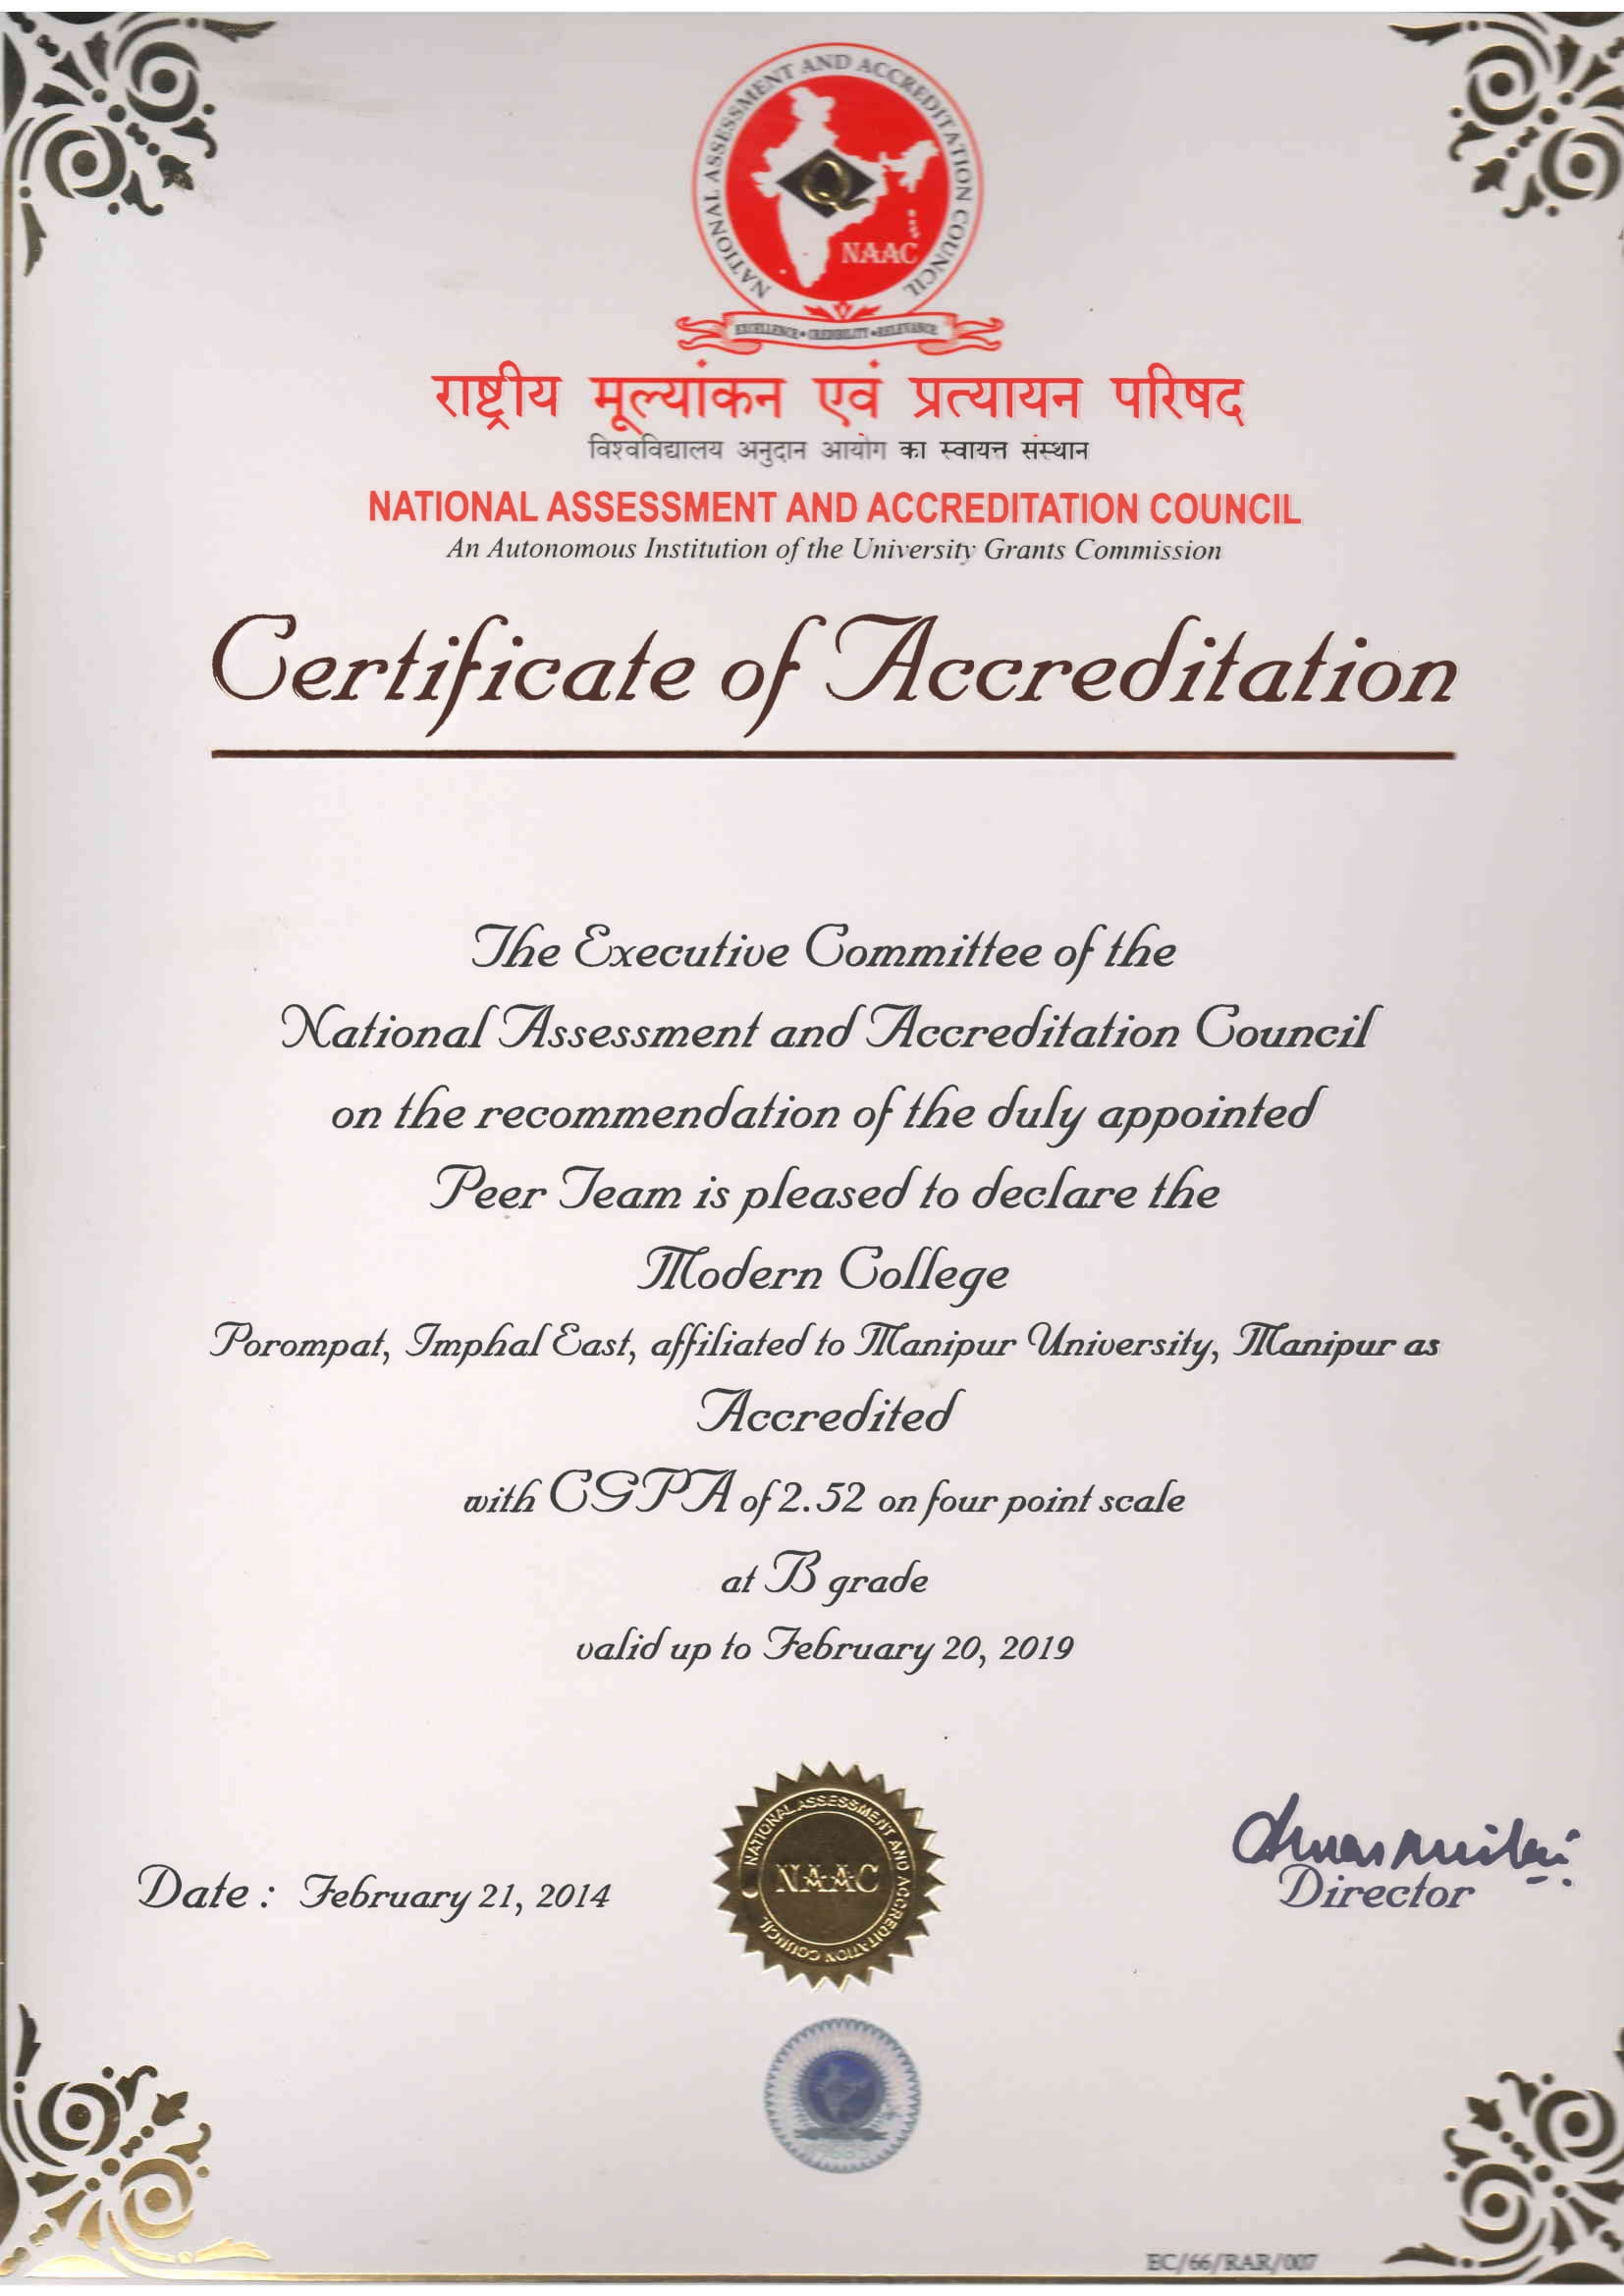 NATIONAL ASSESSMENT AND ACCREDITATION COUNCIL
Q
NAAC
EXCELLENCE • CREDIBILITY • RELEVANCE
राष्ट्रीय मूल्यांकन एवं प्रत्यायन परिषद
विश्वविद्यालय अनुदान आयोग का स्वायत्त संस्थान
NATIONAL ASSESSMENT AND ACCREDITATION COUNCIL
An Autonomous Institution of the University Grants Commission
Certificate of Accreditation
The Executive Committee of the
National Assessment and Accreditation Council
on the recommendation of the duly appointed
Peer Team is pleased to declare the
Modern College
Porompat, Imphal East, affiliated to Manipur University, Manipur as
Accredited
with CGPA of 2.52 on four point scale
at B grade
valid up to February 20, 2019
NATIONAL ASSESSMENT AND ACCREDITATION COUNCIL
NAAC
Date : February 21, 2014
Director
EC/66/RAR/007